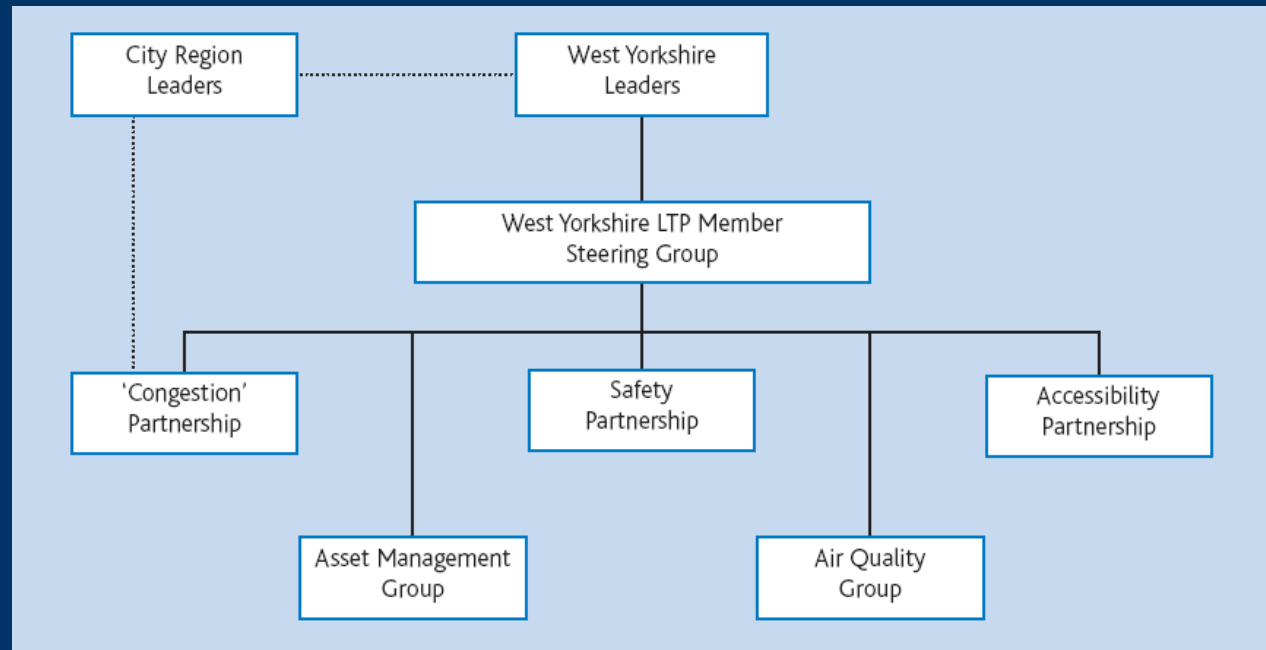 City Region
Leaders
West Yorkshire
Leaders
West Yorkshire LTP Member
Steering Group
‘Congestion’
Partnership
Safety
Partnership
Accessibility
Partnership
Asset Management
Group
Air Quality
Group